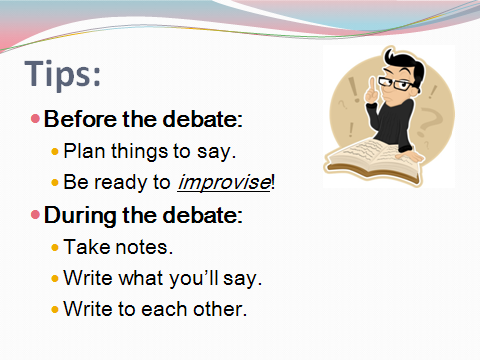 Tips:
Before the debate:
Plan things to say.
Be ready to improvise!
During the debate:
Take notes.
Write what you'll say.
Write to each other.